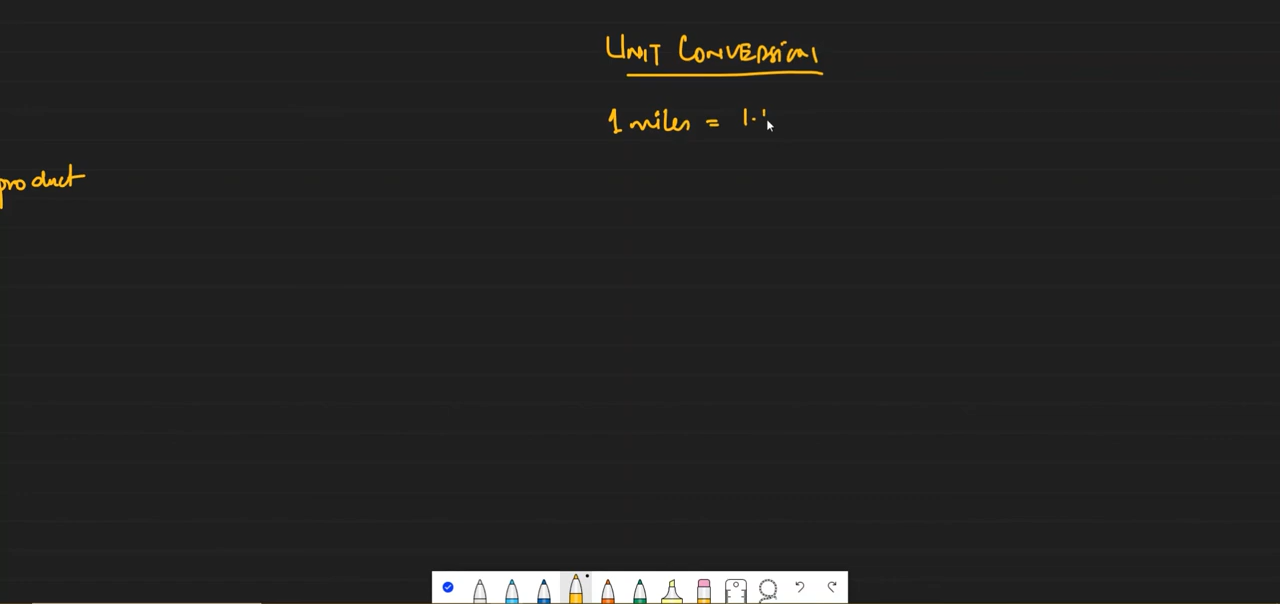 UNIT CONVERSION
1 miles = 1.
product